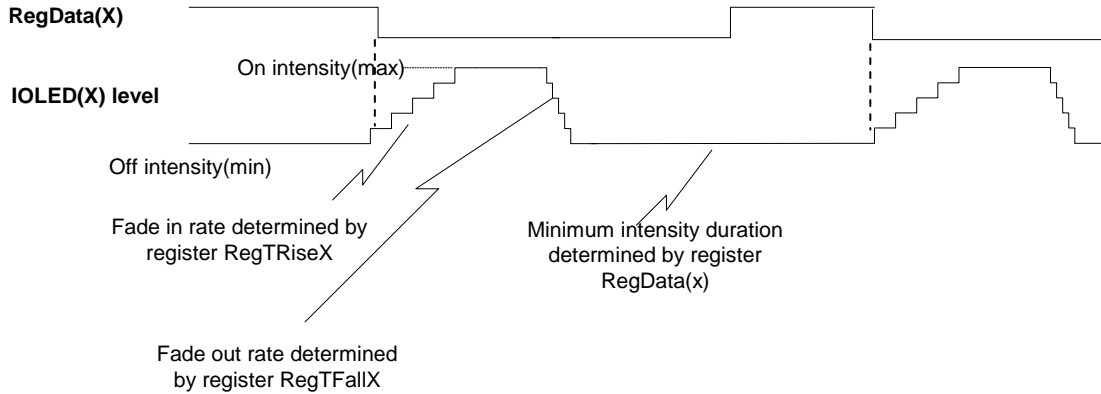 RegData(X)
On intensity(max)
IOLED(X) level
Off intensity(min)
Fade in rate determined by
register RegTRiseX
Minimum intensity duration
determined by register
RegData(x)
Fade out rate determined
by register RegTFallX